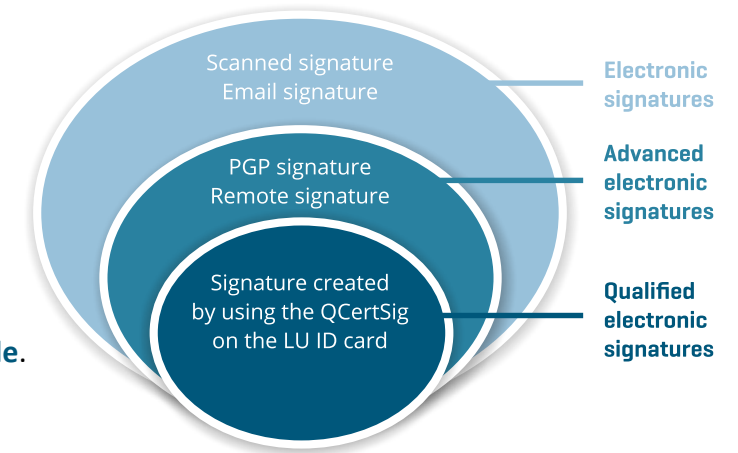 Scanned signature
Email signature
Electronic
signatures
PGP signature
Remote signature
Advanced
electronic
signatures
Signature created
by using the QCertSig
on the LU ID card
Qualified
electronic
signatures